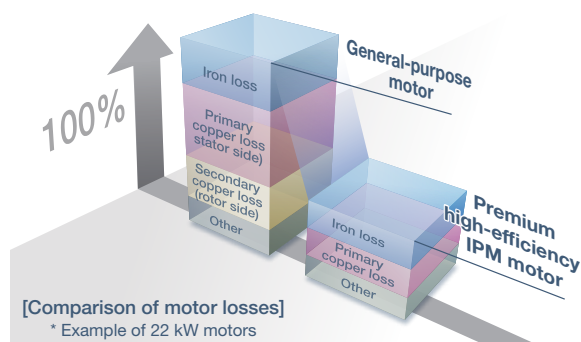 100%
General-purpose
motor
Iron loss
Primary
copper loss
stator side)
Secondary
copper loss
(rotor side)
Other
Premium
high-efficiency
IPM motor
Iron loss
Primary
copper loss
Other
[Comparison of motor losses]
* Example of 22 kW motors